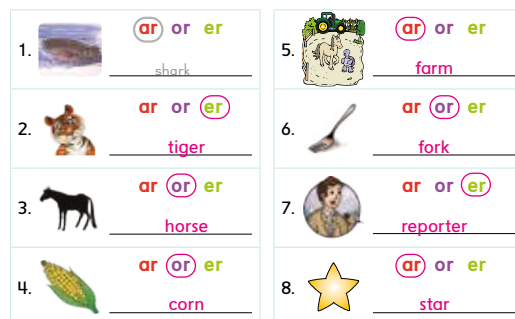 1. ar or er
shark
2. ar or er
tiger
3. ar or er
horse
4. ar or er
corn
5. ar or er
farm
6. ar or er
fork
7. ar or er
reporter
8. ar or er
star